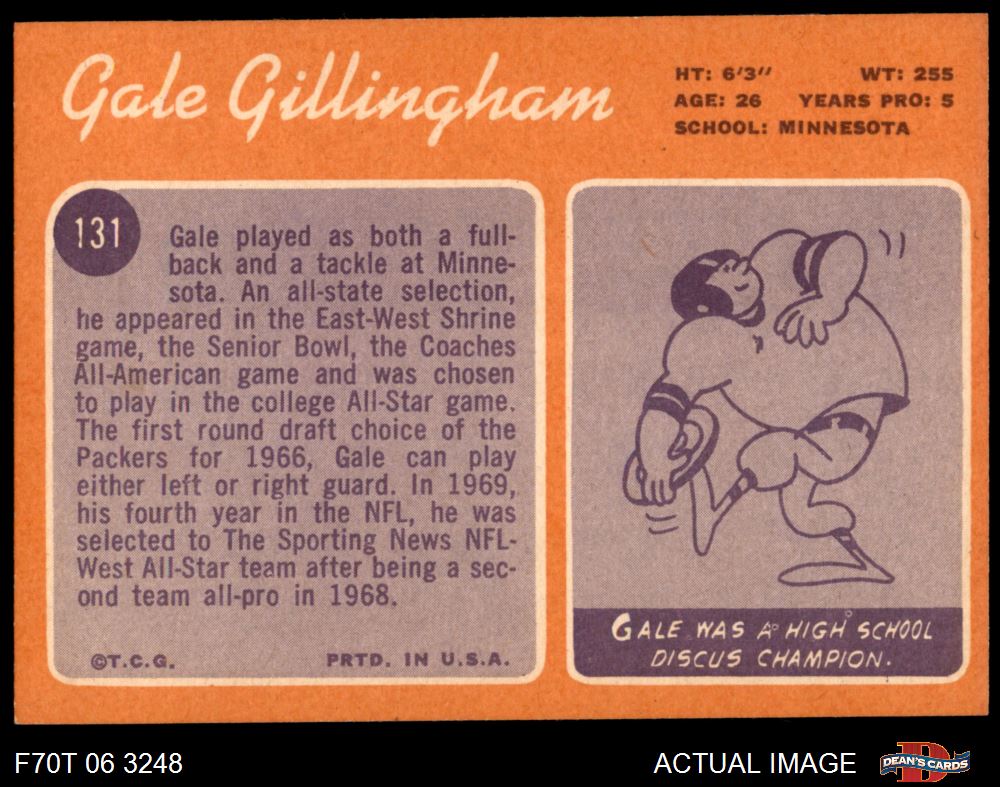 Gale Gillingham
HT: 6'3" WT: 255
AGE: 26 YEARS PRO: 5
SCHOOL: MINNESOTA
131
Gale played as both a full-
back and a tackle at Minne-
sota. An all-state selection,
he appeared in the East-West Shrine
game, the Senior Bowl, the Coaches
All-American game and was chosen
to play in the college All-Star game.
The first round draft choice of the
Packers for 1966, Gale can play
either left or right guard. In 1969,
his fourth year in the NFL, he was
selected to The Sporting News NFL-
West All-Star team after being a sec-
ond team all-pro in 1968.
©T.C.G. PRTD. IN U.S.A.
GALE WAS A HIGH SCHOOL
DISCUS CHAMPION.
F70T 06 3248
ACTUAL IMAGE
D
DEAN'S CARDS